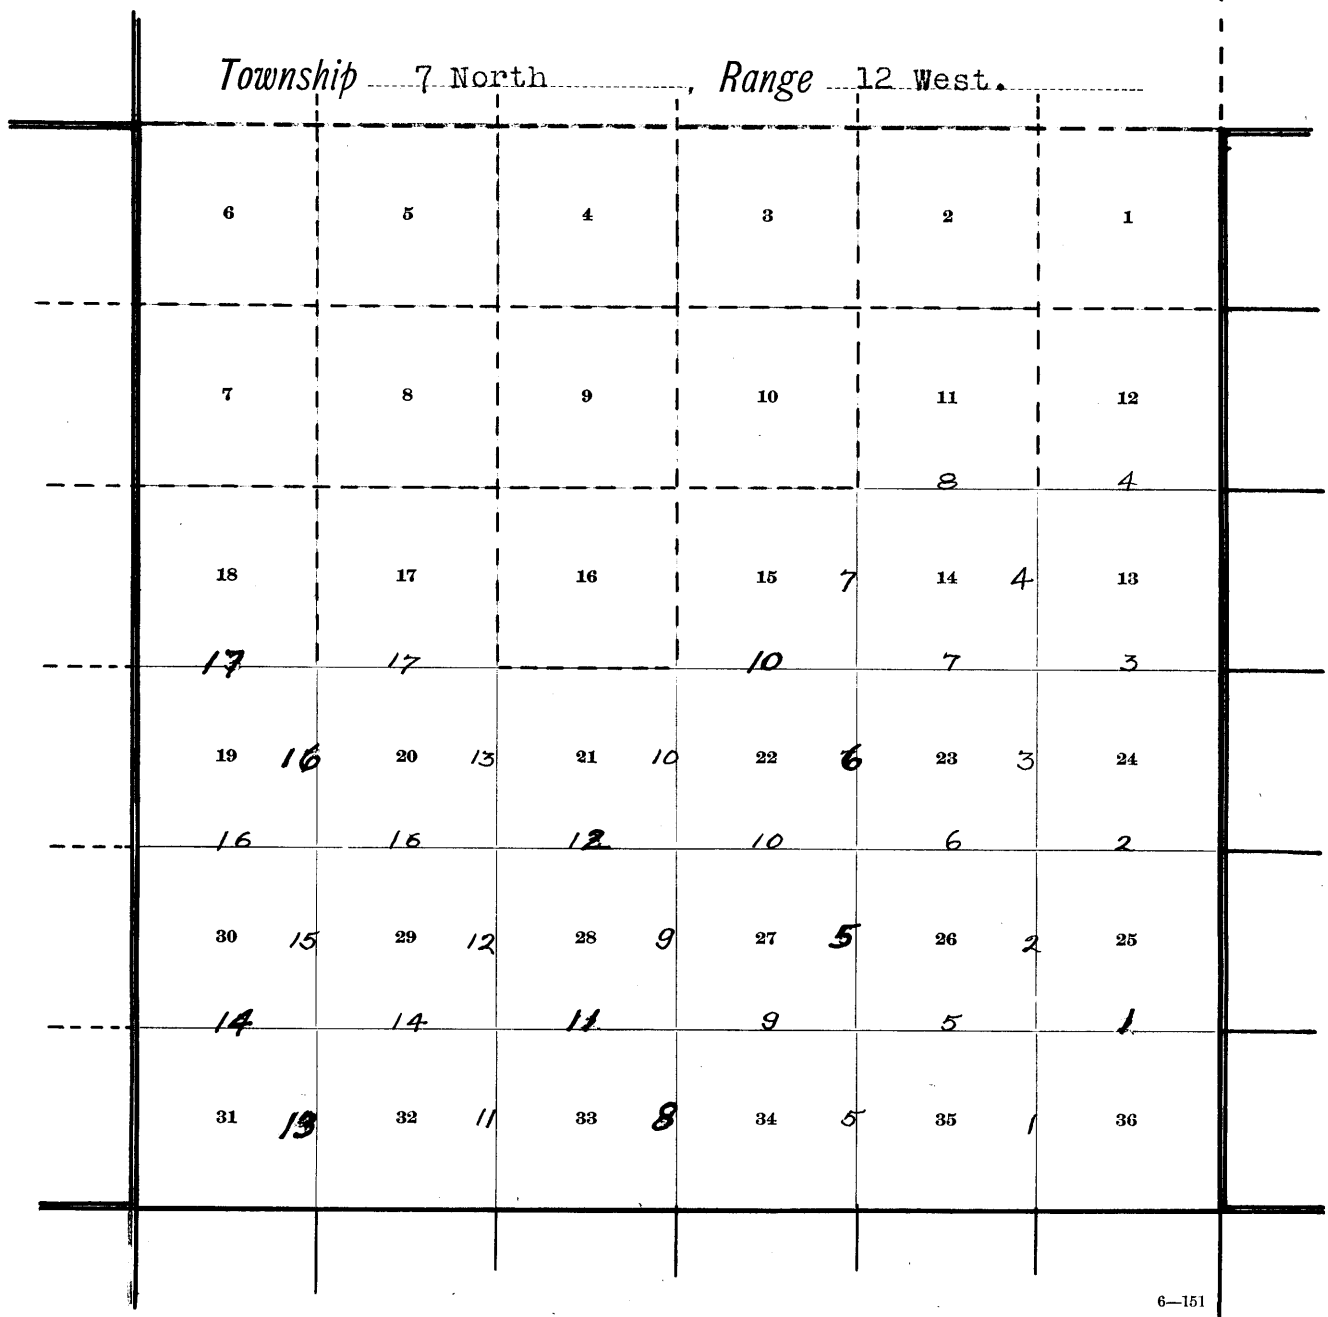 Township 7 North, Range 12 West.
6 5 4 3 2 1
7 8 9 10 11 12
8 4
18 17 16 15 7 14 4 13
17 17 10 7 3
19 16 20 13 21 10 22 6 23 3 24
16 16 12 10 6 2
30 15 29 12 28 9 27 5 26 2 25
14 14 11 9 5 1
31 13 32 11 33 8 34 5 35 1 36
6—151